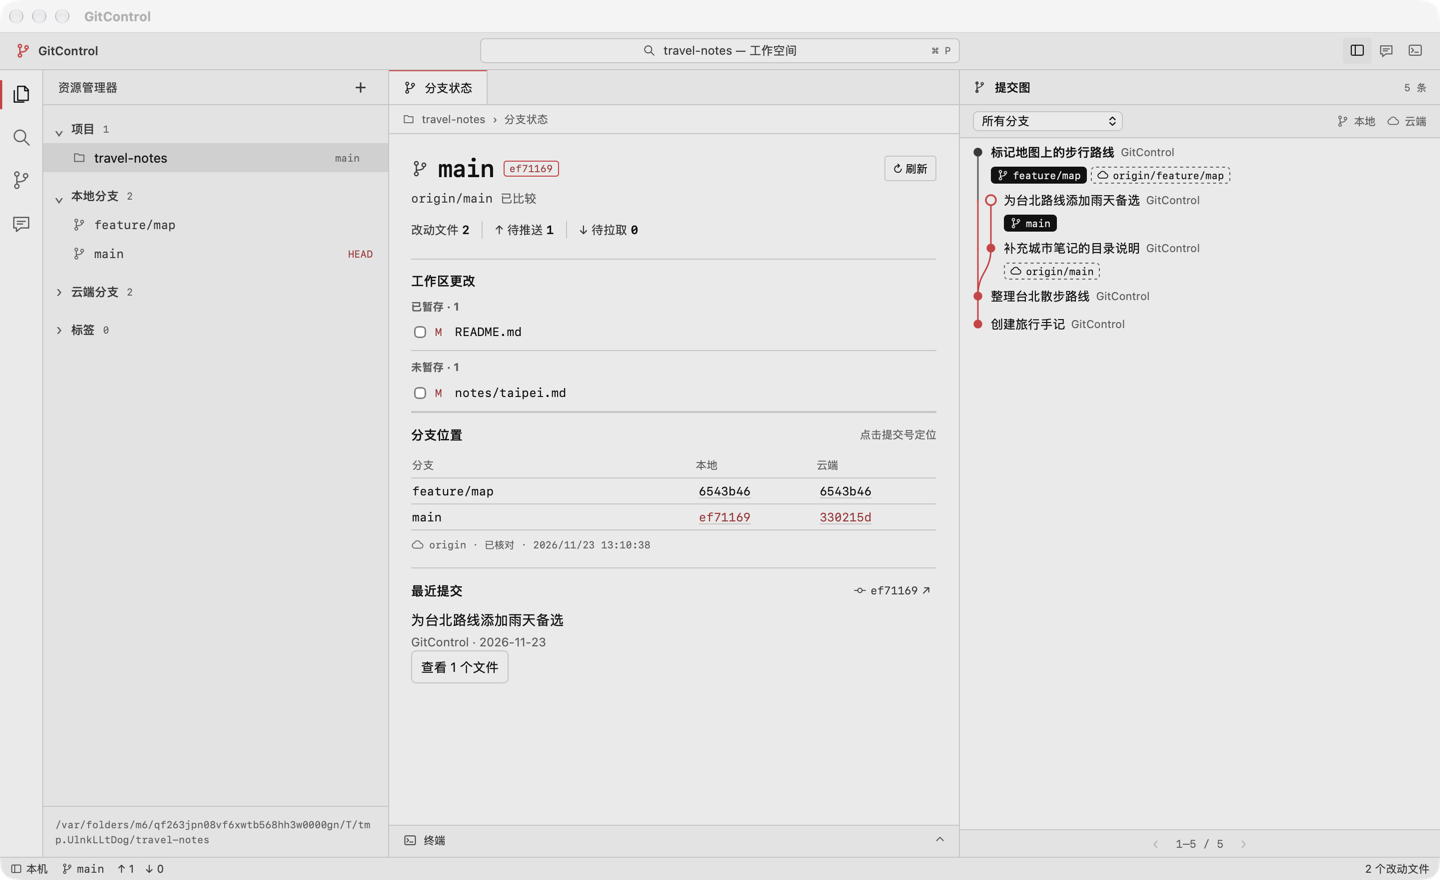 GitControl
GitControl
travel-notes — 工作空间
⌘ P
资源管理器
项目 1
travel-notes main
本地分支 2
feature/map
main HEAD
云端分支 2
标签 0
/var/folders/m6/qf263jpn08vf6xwtb568hh3w0000gn/T/tm
p.UlnkLLtDog/travel-notes
分支状态
travel-notes › 分支状态
main ef71169
刷新
origin/main 已比较
改动文件 2 ↑ 待推送 1 ↓ 待拉取 0
工作区更改
已暂存 · 1
M README.md
未暂存 · 1
M notes/taipei.md
分支位置 点击提交号定位
分支 本地 云端
feature/map 6543b46 6543b46
main ef71169 330215d
origin · 已核对 · 2026/11/23 13:10:38
最近提交 ef71169 ↗
为台北路线添加雨天备选
GitControl · 2026-11-23
查看 1 个文件
终端
提交图 5 条
所有分支 本地 云端
标记地图上的步行路线 GitControl
feature/map origin/feature/map
为台北路线添加雨天备选 GitControl
main
补充城市笔记的目录说明 GitControl
origin/main
整理台北散步路线 GitControl
创建旅行手记 GitControl
1–5 / 5
本机 main ↑ 1 ↓ 0
2 个改动文件